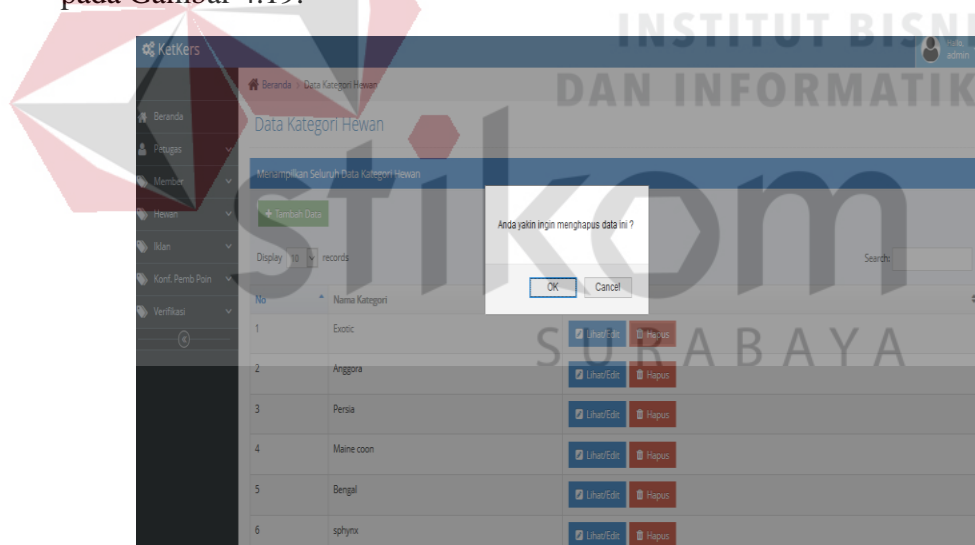 pada Gambar 4.19.
INSTITUT BISNI
DAN INFORMATIK
stikom
SURABAYA
KetKers
admin
Beranda > Data Kategori Hewan
Beranda
Petugas
Member
Hewan
Iklan
Konf. Pemb Poin
Verifikasi
Data Kategori Hewan
Menampilkan Seluruh Data Kategori Hewan
+ Tambah Data
Display 10 records
Search:
Anda yakin ingin menghapus data ini ?
OK Cancel
No Nama Kategori
1 Exotic Lihat/Edit Hapus
2 Anggora Lihat/Edit Hapus
3 Persia Lihat/Edit Hapus
4 Maine coon Lihat/Edit Hapus
5 Bengal Lihat/Edit Hapus
6 sphynx Lihat/Edit Hapus